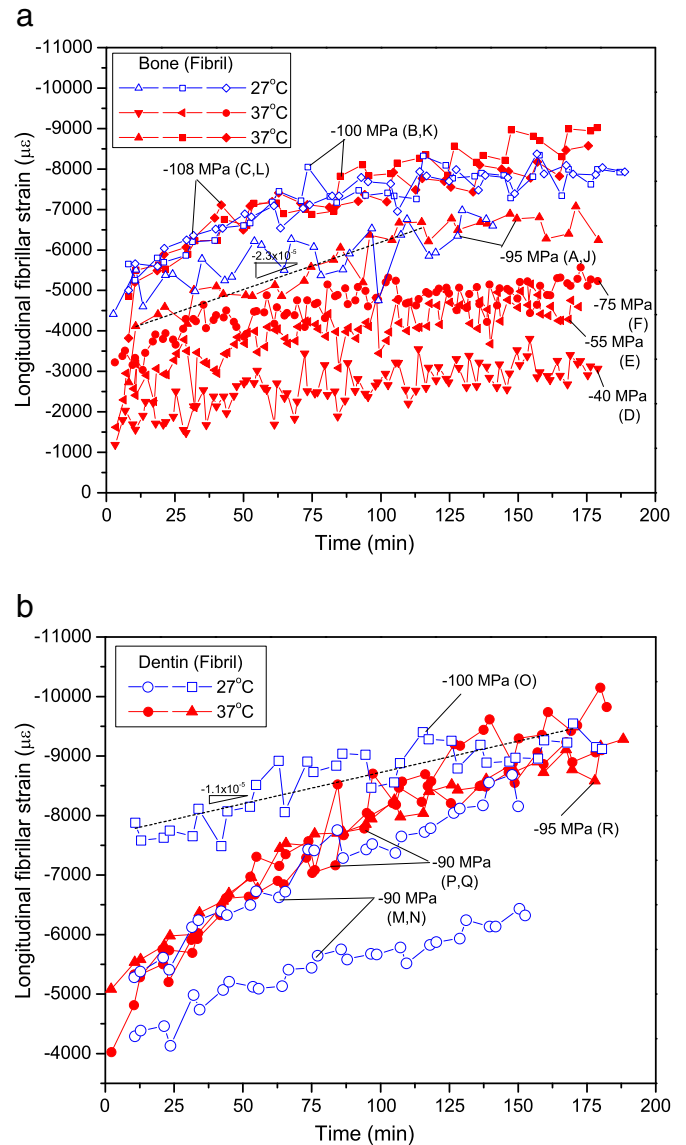 a
-11000
-10000
-9000
-8000
-7000
-6000
-5000
-4000
-3000
-2000
-1000
0
Longitudinal fibrillar strain (με)
Bone (Fibril)
27°C
37°C
37°C
-100 MPa (B,K)
-108 MPa (C,L)
-2.3x10⁻⁵
-95 MPa (A,J)
-75 MPa
(F)
-55 MPa
(E)
-40 MPa
(D)
0 25 50 75 100 125 150 175 200
Time (min)
b
-11000
-10000
-9000
-8000
-7000
-6000
-5000
-4000
Longitudinal fibrillar strain (με)
Dentin (Fibril)
27°C
37°C
-100 MPa (O)
-1.1x10⁻⁵
-95 MPa (R)
-90 MPa
(P,Q)
-90 MPa
(M,N)
0 25 50 75 100 125 150 175 200
Time (min)